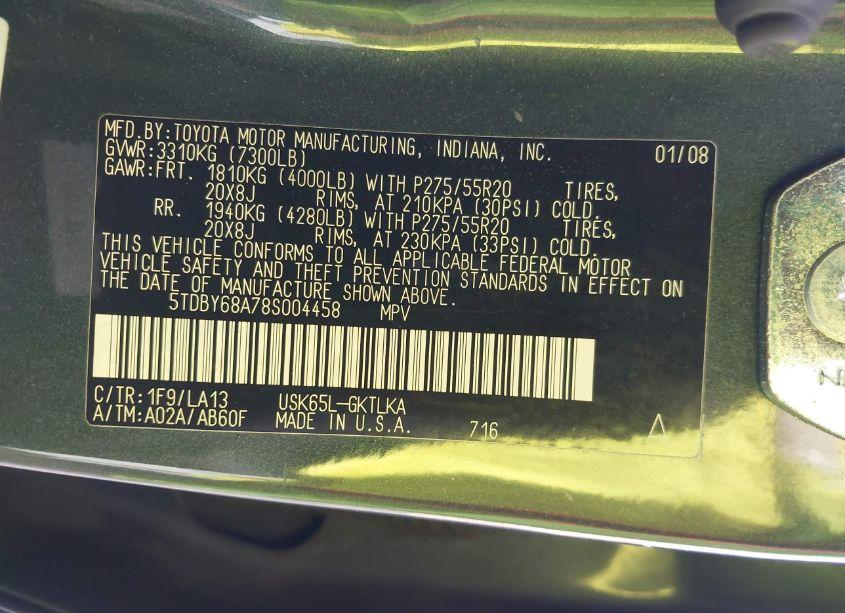 MFD.BY:TOYOTA MOTOR MANUFACTURING, INDIANA, INC. 01/08
GVWR:3310KG (7300LB)
GAWR:FRT. 1810KG (4000LB) WITH P275/55R20 TIRES,
20X8J RIMS, AT 210KPA (30PSI) COLD.
RR. 1940KG (4280LB) WITH P275/55R20 TIRES,
20X8J RIMS, AT 230KPA (33PSI) COLD.
THIS VEHICLE CONFORMS TO ALL APPLICABLE FEDERAL MOTOR
VEHICLE SAFETY AND THEFT PREVENTION STANDARDS IN EFFECT ON
THE DATE OF MANUFACTURE SHOWN ABOVE.
5TDBY68A78S004458 MPV
C/TR:1F9/LA13 USK65L-GKTLKA
A/TM:A02A/AB60F MADE IN U.S.A. 716